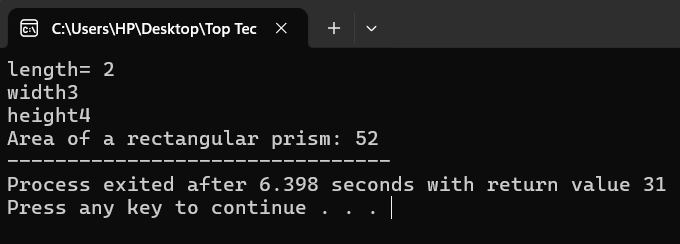 C:\Users\HP\Desktop\Top Tec
length= 2
width3
height4
Area of a rectangular prism: 52
--------------------------------
Process exited after 6.398 seconds with return value 31
Press any key to continue . . .